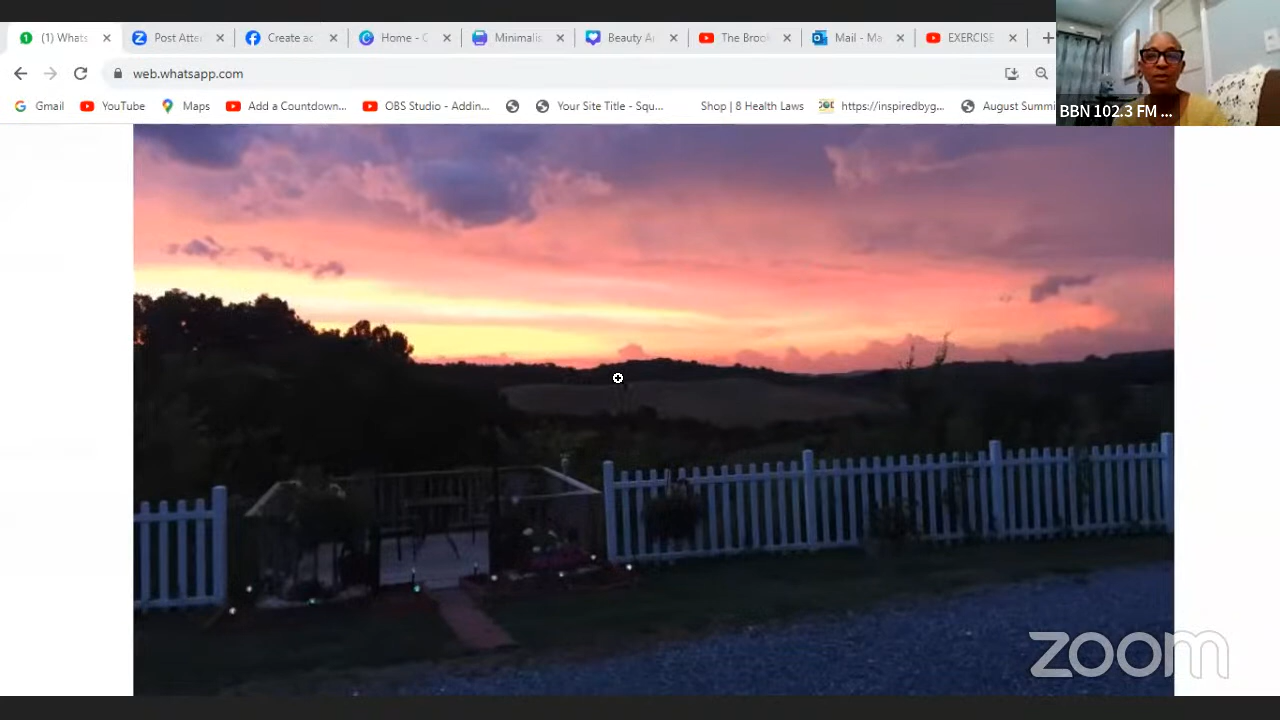 (1) Whats
Post Atte
Create ac
Home - C
Minimalis
Beauty A
The Brook
Mail - Ma
EXERCISE
web.whatsapp.com
Gmail
YouTube
Maps
Add a Countdown...
OBS Studio - Addin...
Your Site Title - Squ...
Shop | 8 Health Laws
https://inspiredbyg...
August Summi
BBN 102.3 FM ...
zoom